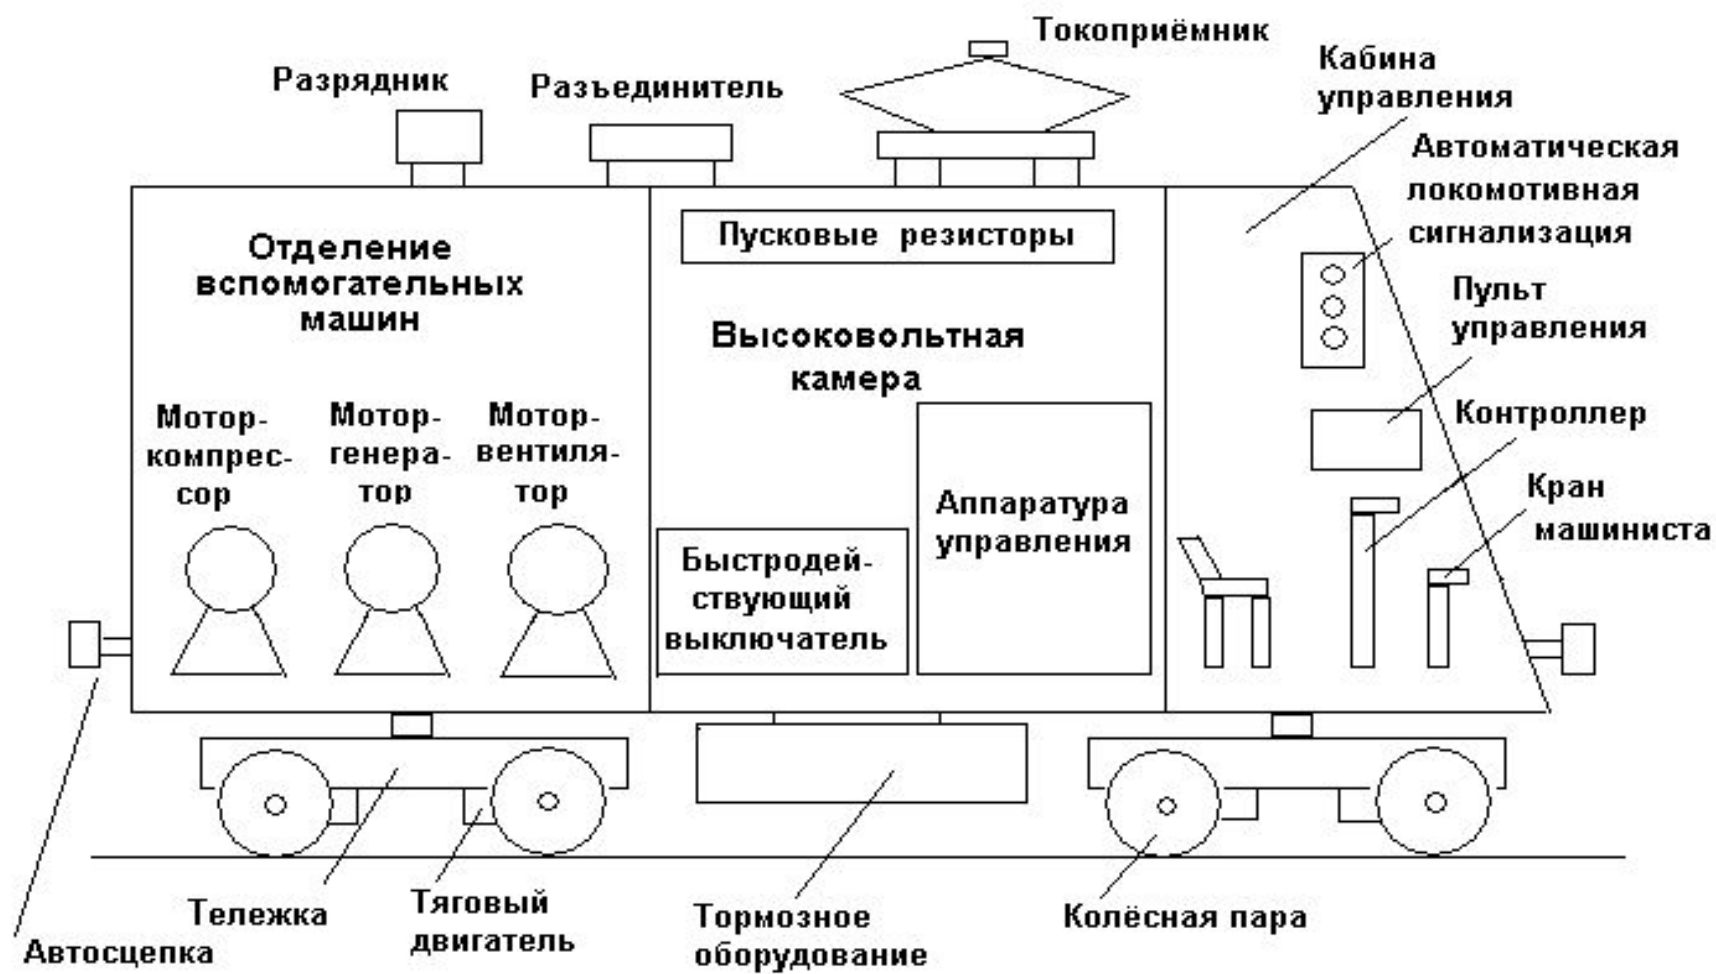 Токоприёмник
Разрядник
Разъединитель
Кабина
управления
Автоматическая
локомотивная
сигнализация
Пусковые резисторы
Отделение
вспомогательных
машин
Пульт
управления
Высоковольтная
камера
Мотор-
компрес-
сор
Мотор-
генера-
тор
Мотор-
вентиля-
тор
Контроллер
Аппаратура
управления
Кран
машиниста
Быстродей-
ствующий
выключатель
Автосцепка
Тележка
Тяговый
двигатель
Тормозное
оборудование
Колёсная пара